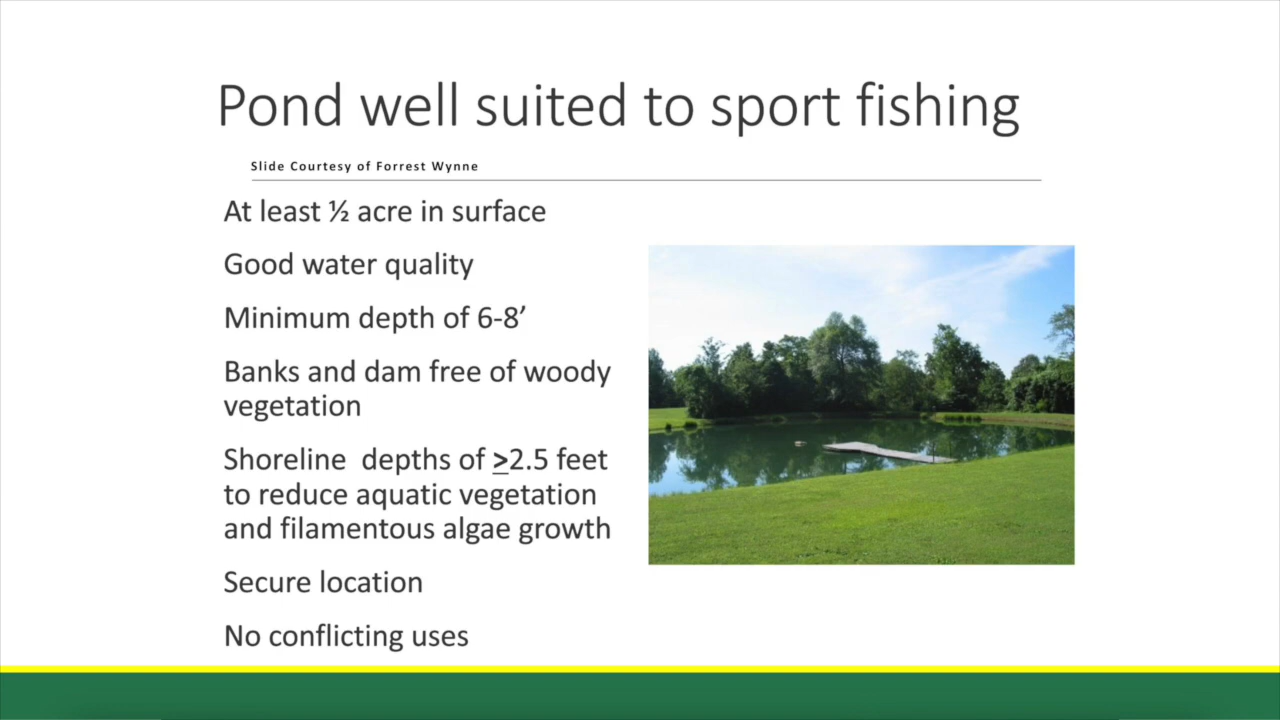 Pond well suited to sport fishing
Slide Courtesy of Forrest Wynne
At least ½ acre in surface
Good water quality
Minimum depth of 6-8’
Banks and dam free of woody
vegetation
Shoreline depths of >2.5 feet
to reduce aquatic vegetation
and filamentous algae growth
Secure location
No conflicting uses